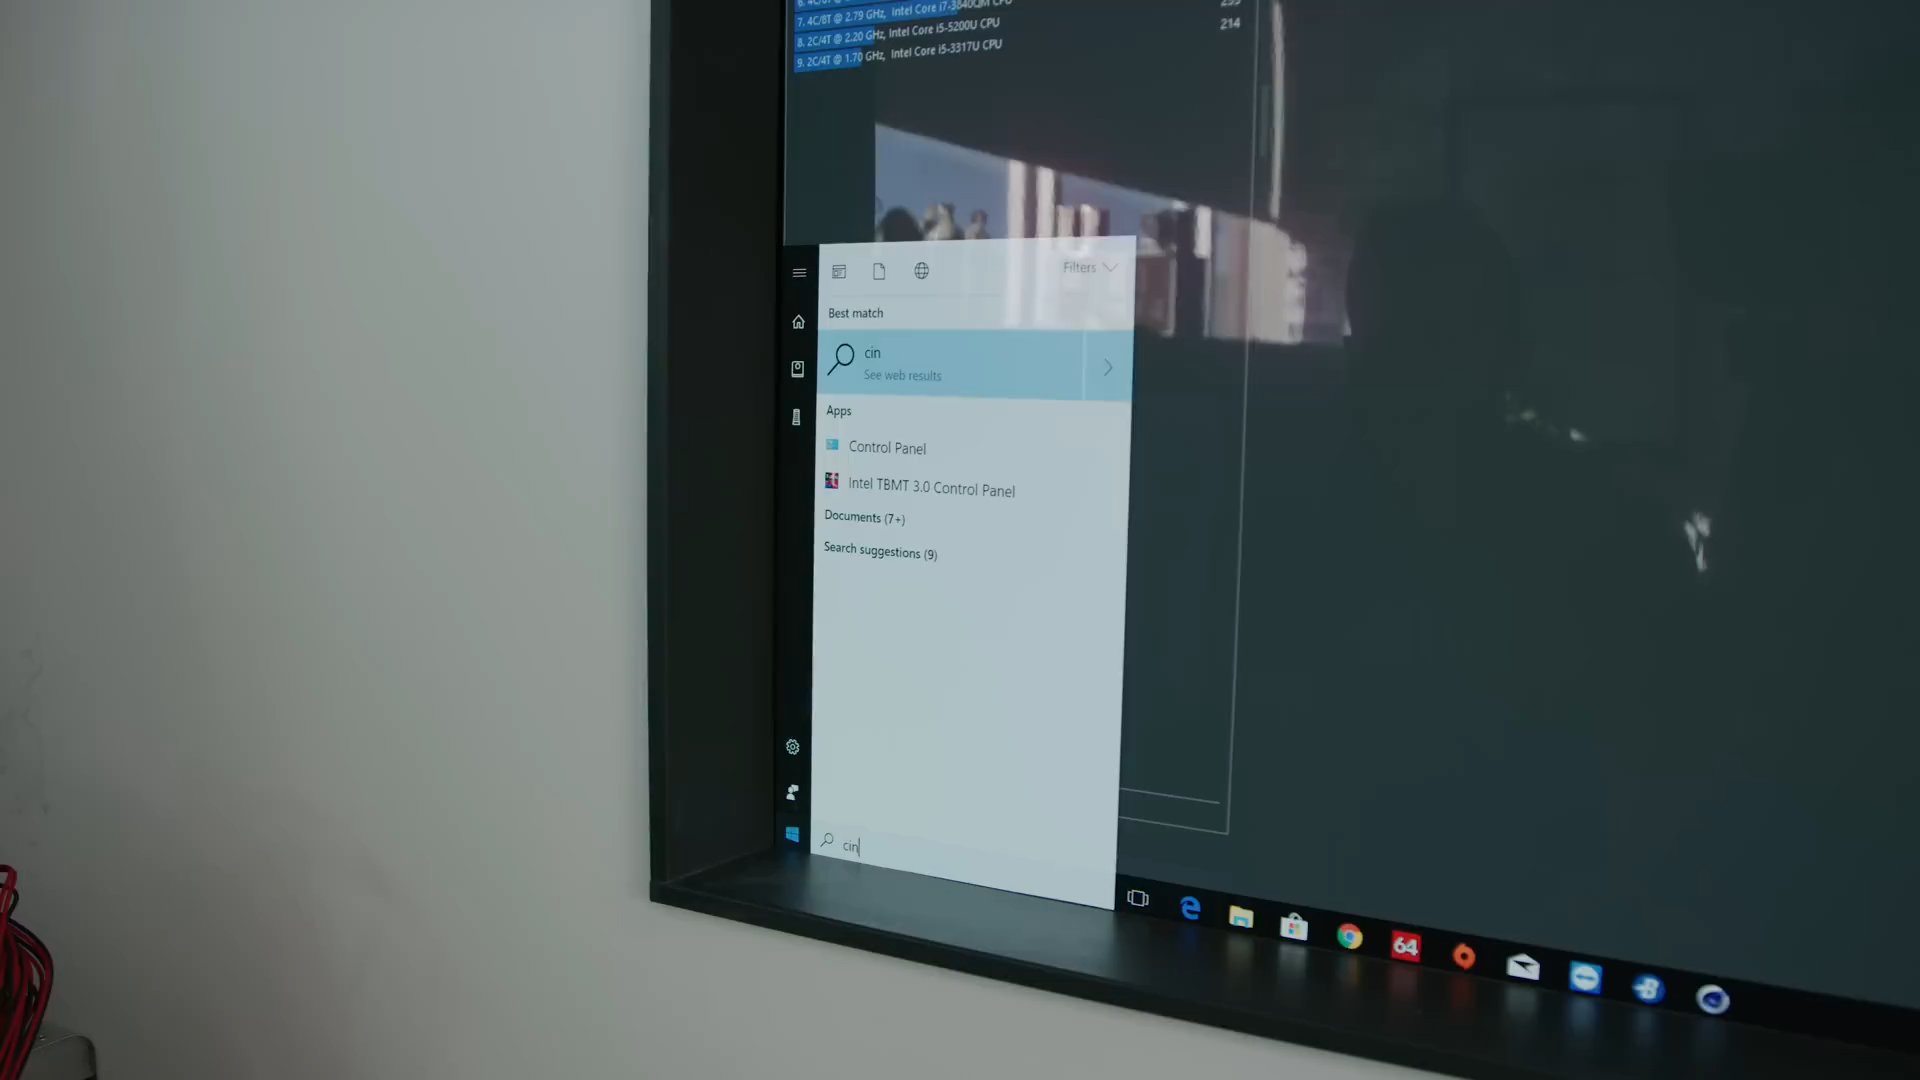 7. 4C/8T @ 2.79 GHz, Intel Core i7-3840QM CPU
8. 2C/4T @ 2.20 GHz, Intel Core i5-5200U CPU
214
9. 2C/4T @ 1.70 GHz, Intel Core i5-3317U CPU
Filters
Best match
cin
See web results
Apps
Control Panel
Intel TBMT 3.0 Control Panel
Documents (7+)
Search suggestions (9)
cin
64